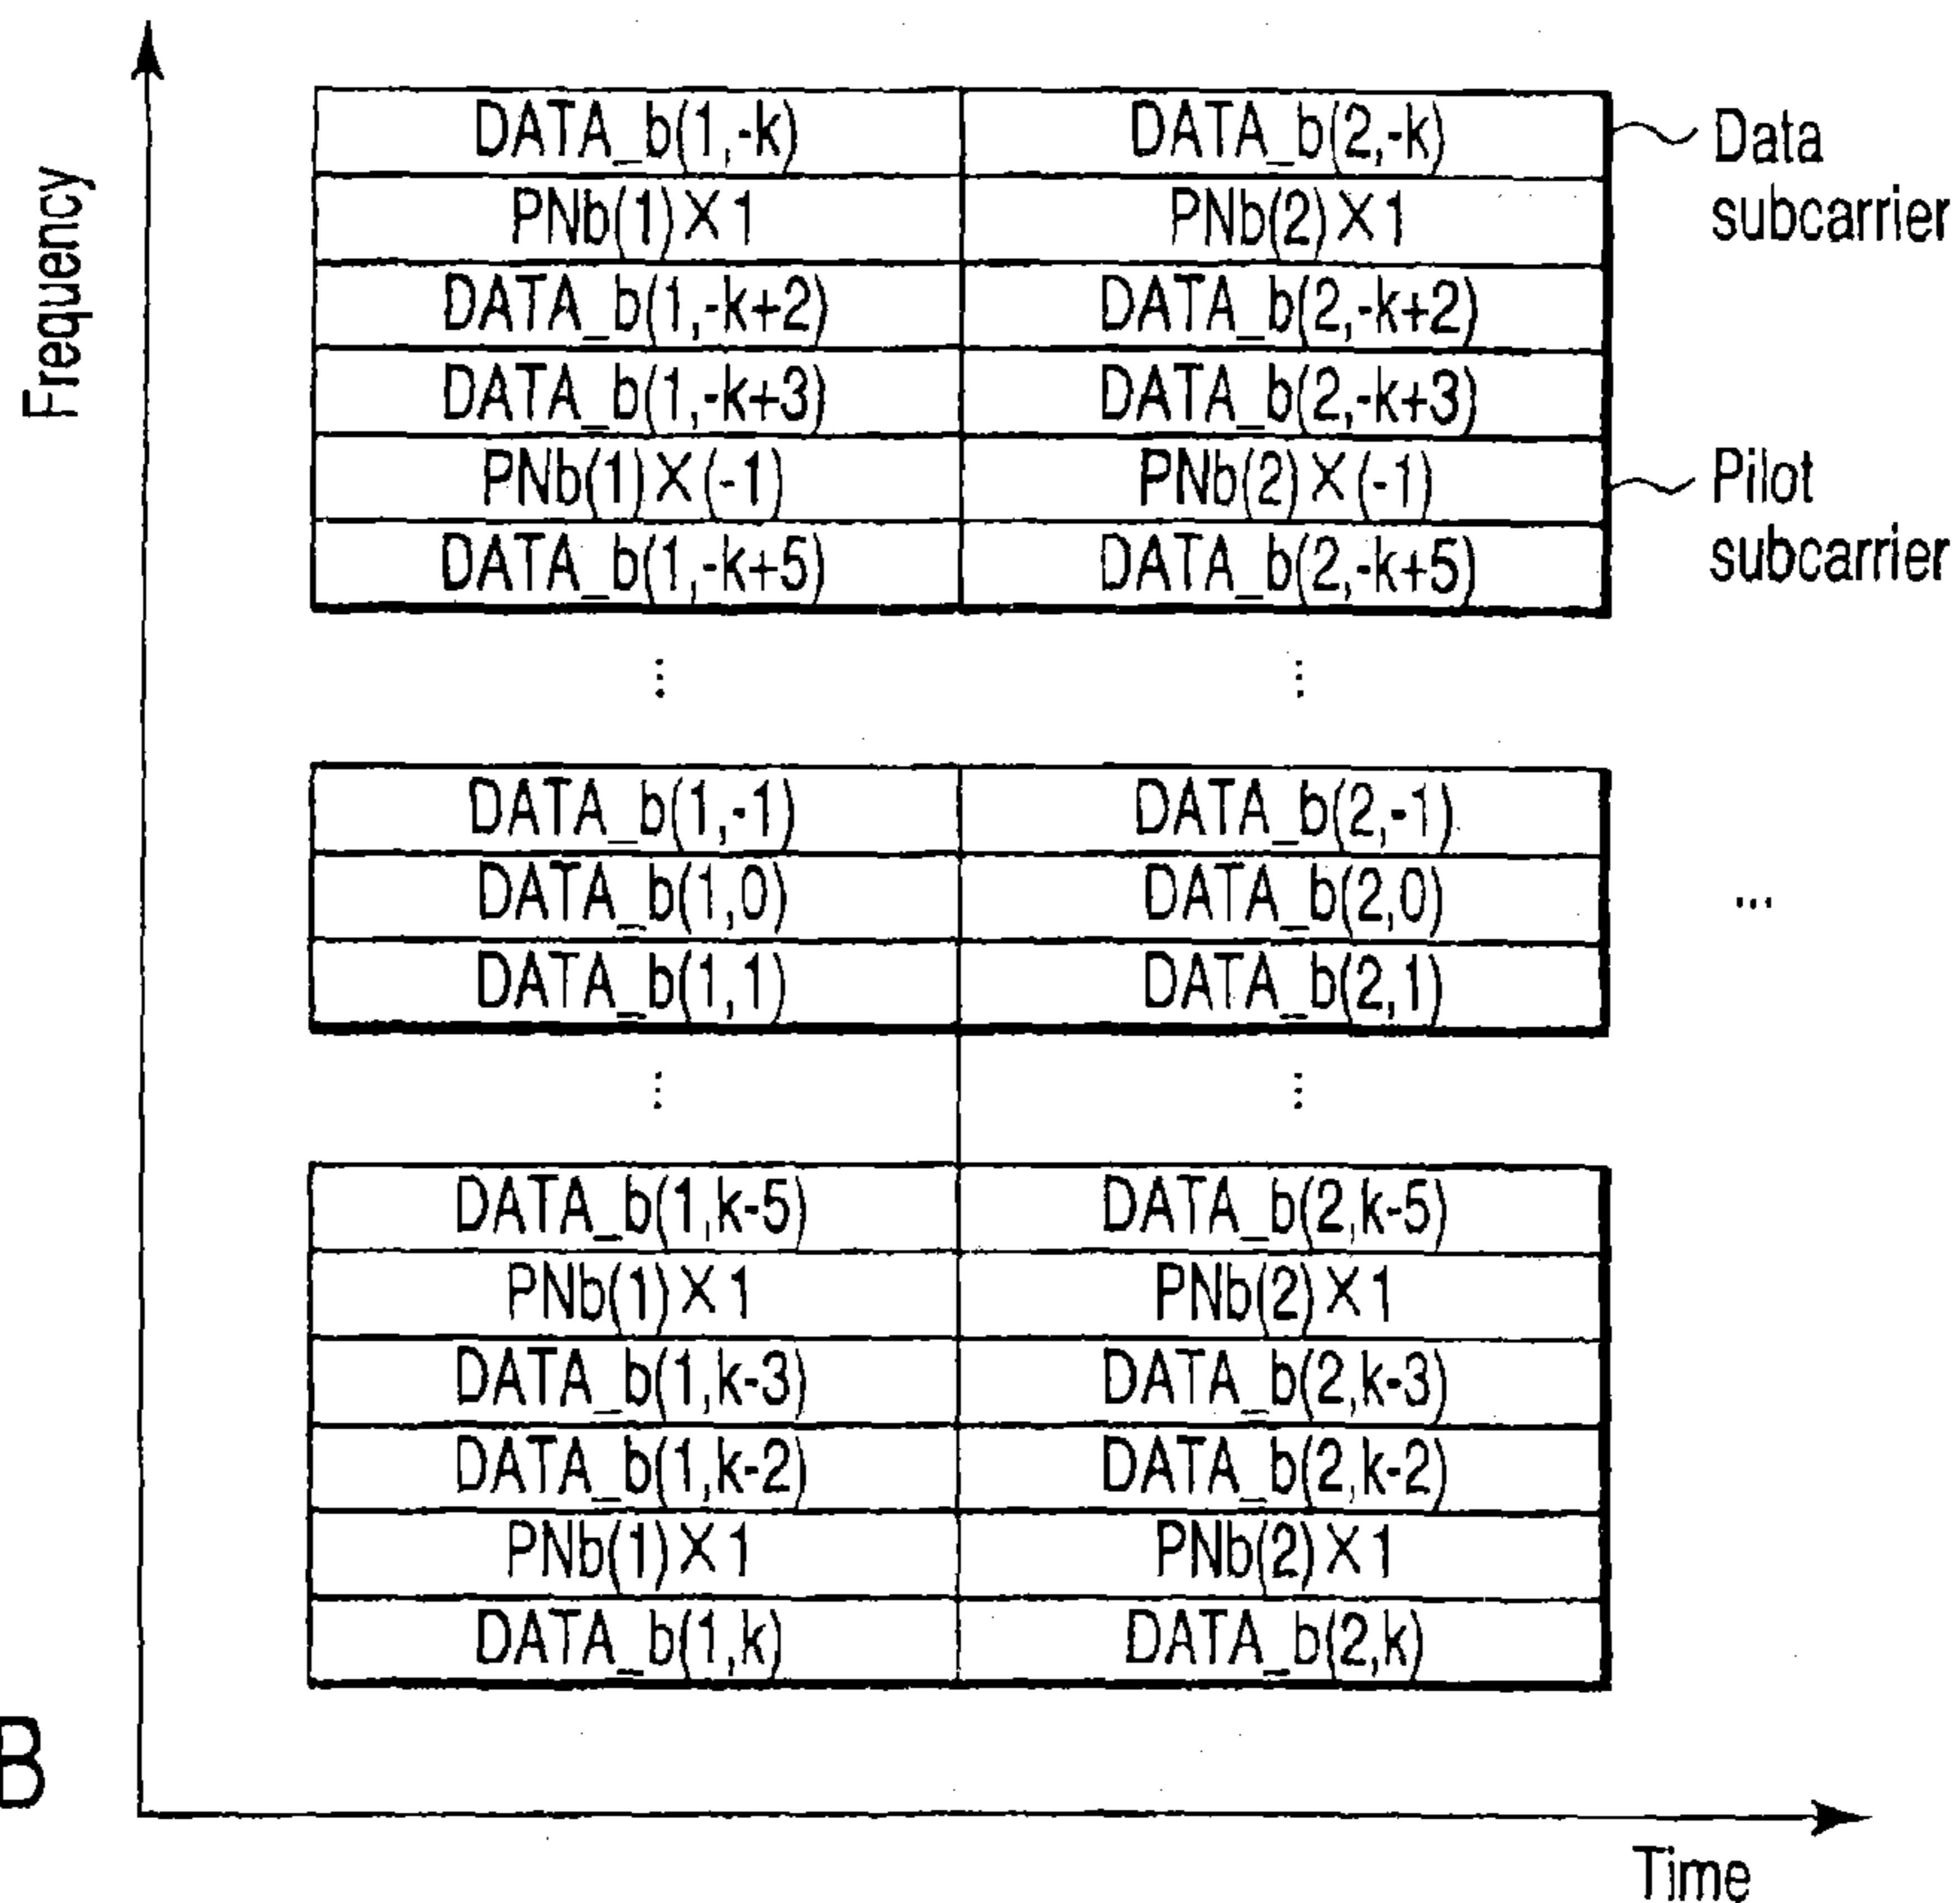 Frequency
DATA_b(1,-k) DATA_b(2,-k)
PNb(1)X1 PNb(2)X1
DATA_b(1,-k+2) DATA_b(2,-k+2)
DATA_b(1,-k+3) DATA_b(2,-k+3)
PNb(1)X(-1) PNb(2)X(-1)
DATA_b(1,-k+5) DATA_b(2,-k+5)
Data
subcarrier
Pilot
subcarrier
⋮ ⋮
DATA_b(1,-1) DATA_b(2,-1)
DATA_b(1,0) DATA_b(2,0) ...
DATA_b(1,1) DATA_b(2,1)
⋮ ⋮
DATA_b(1,k-5) DATA_b(2,k-5)
PNb(1)X1 PNb(2)X1
DATA_b(1,k-3) DATA_b(2,k-3)
DATA_b(1,k-2) DATA_b(2,k-2)
PNb(1)X1 PNb(2)X1
DATA_b(1,k) DATA_b(2,k)
B
Time